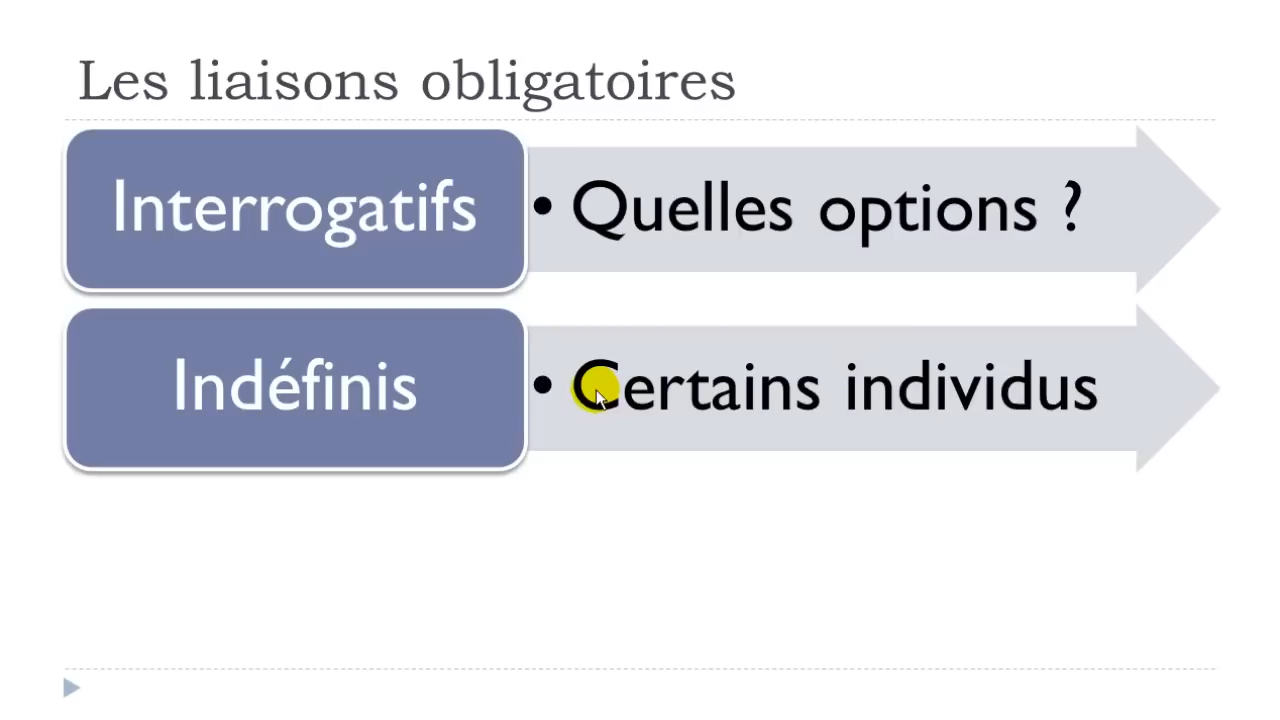 Les liaisons obligatoires
Interrogatifs
• Quelles options ?
Indéfinis
• Certains individus